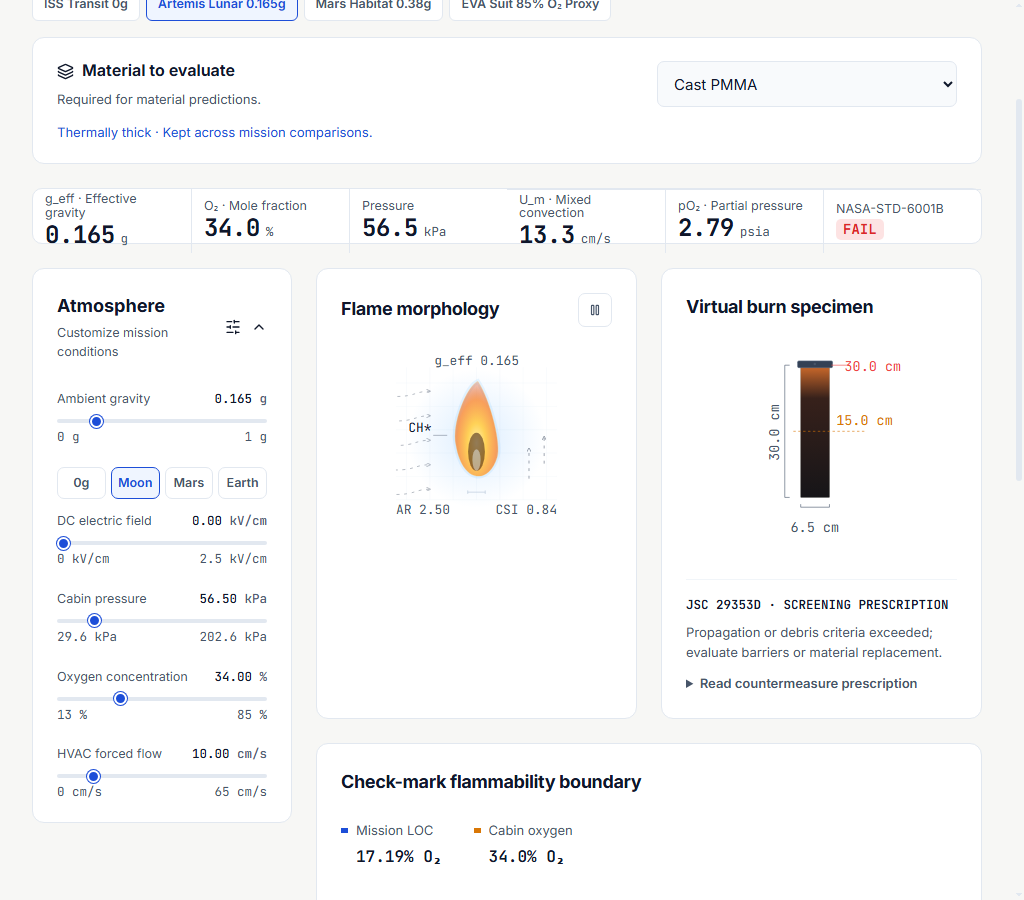 ISS Transit 0g
Artemis Lunar 0.165g
Mars Habitat 0.38g
EVA Suit 85% O₂ Proxy
Material to evaluate
Required for material predictions.
Thermally thick · Kept across mission comparisons.
Cast PMMA
g_eff · Effective
gravity
0.165 g
O₂ · Mole fraction
34.0 %
Pressure
56.5 kPa
U_m · Mixed
convection
13.3 cm/s
pO₂ · Partial pressure
2.79 psia
NASA-STD-6001B
FAIL
Atmosphere
Customize mission
conditions
Ambient gravity 0.165 g
0 g 1 g
0g Moon Mars Earth
DC electric field 0.00 kV/cm
0 kV/cm 2.5 kV/cm
Cabin pressure 56.50 kPa
29.6 kPa 202.6 kPa
Oxygen concentration 34.00 %
13 % 85 %
HVAC forced flow 10.00 cm/s
0 cm/s 65 cm/s
Flame morphology
g_eff 0.165
CH*
AR 2.50 CSI 0.84
Virtual burn specimen
30.0 cm
15.0 cm
30.0 cm
6.5 cm
JSC 29353D · SCREENING PRESCRIPTION
Propagation or debris criteria exceeded;
evaluate barriers or material replacement.
Read countermeasure prescription
Check-mark flammability boundary
Mission LOC
17.19% O₂
Cabin oxygen
34.0% O₂